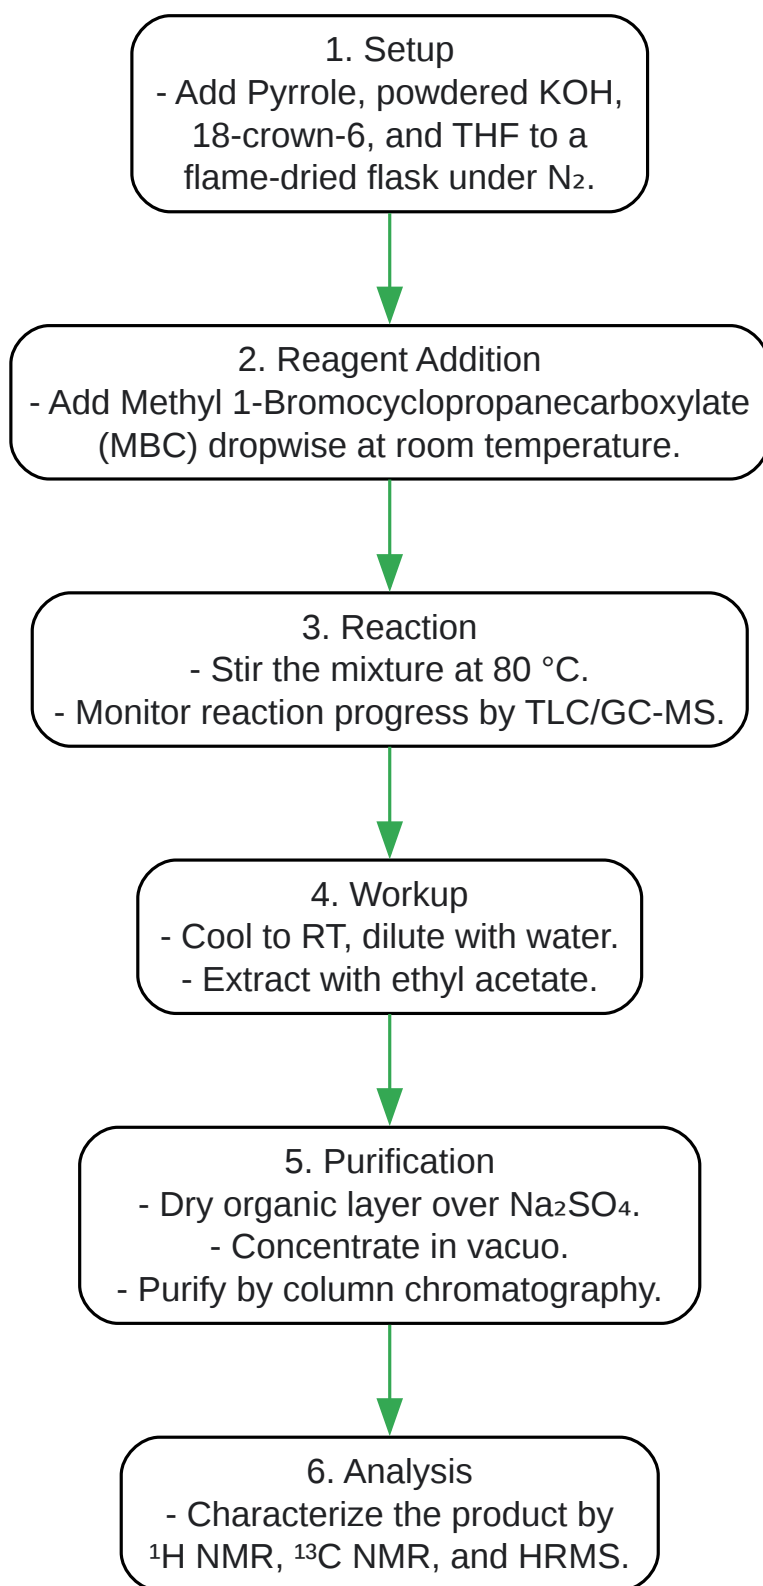 1. Setup
- Add Pyrrole, powdered KOH,
18-crown-6, and THF to a
flame-dried flask under N₂.
2. Reagent Addition
- Add Methyl 1-Bromocyclopropanecarboxylate
(MBC) dropwise at room temperature.
3. Reaction
- Stir the mixture at 80 °C.
- Monitor reaction progress by TLC/GC-MS.
4. Workup
- Cool to RT, dilute with water.
- Extract with ethyl acetate.
5. Purification
- Dry organic layer over Na₂SO₄.
- Concentrate in vacuo.
- Purify by column chromatography.
6. Analysis
- Characterize the product by
¹H NMR, ¹³C NMR, and HRMS.